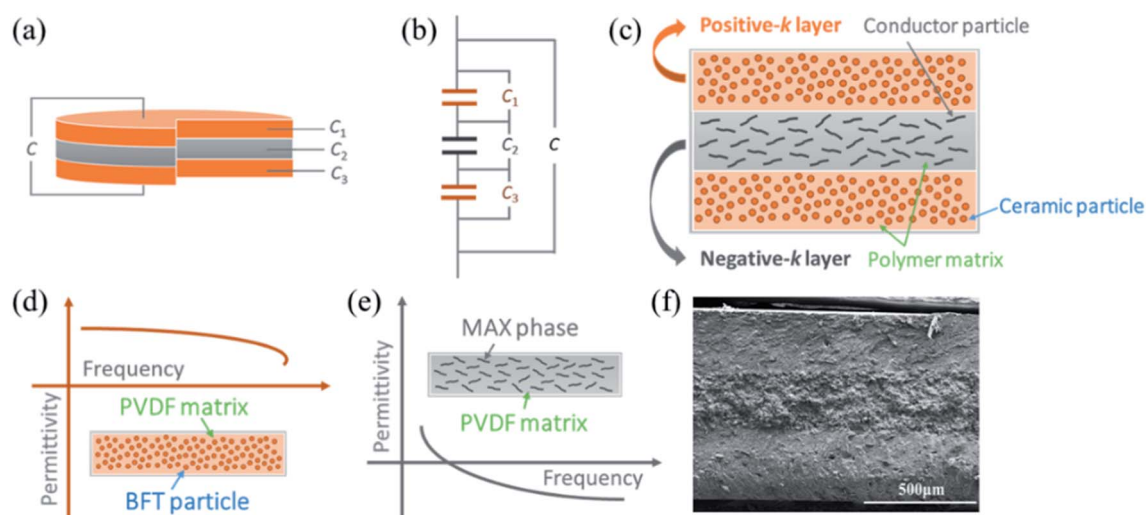 (a)
C
C₁
C₂
C₃
(b)
C₁
C₂
C₃
C
(c)
Positive-k layer
Conductor particle
Ceramic particle
Negative-k layer
Polymer matrix
(d)
Permittivity
Frequency
PVDF matrix
BFT particle
(e)
Permittivity
MAX phase
PVDF matrix
Frequency
(f)
500μm